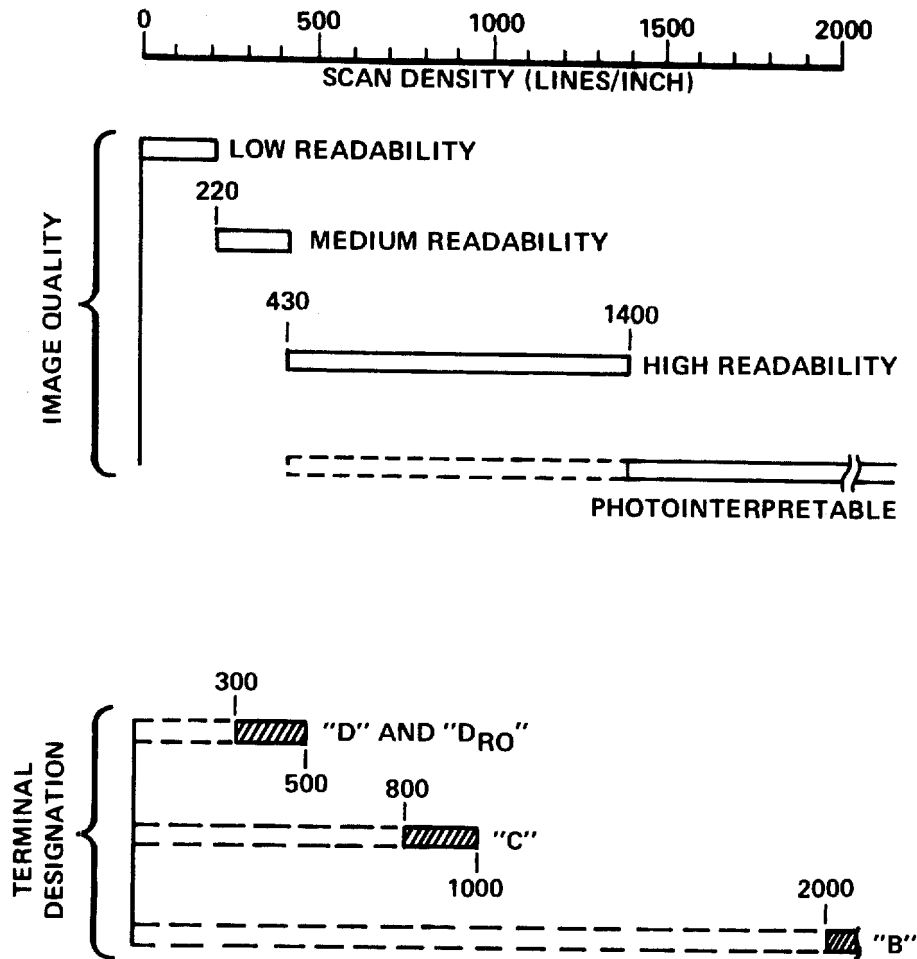 0 500 1000 1500 2000
SCAN DENSITY (LINES/INCH)
IMAGE QUALITY
LOW READABILITY
220
MEDIUM READABILITY
430
1400
HIGH READABILITY
PHOTOINTERPRETABLE
TERMINAL
DESIGNATION
300
"D" AND "DRO"
500
800
"C"
1000
2000
"B"